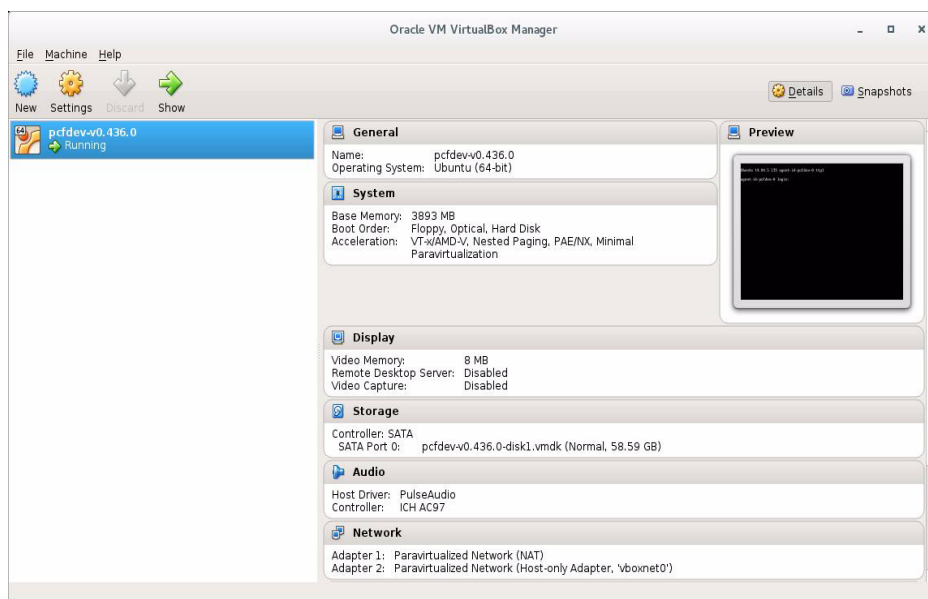 Oracle VM VirtualBox Manager
File Machine Help
New Settings Discard Show
Details Snapshots
64
pcfdev-v0.436.0
Running
General
Name: pcfdev-v0.436.0
Operating System: Ubuntu (64-bit)
System
Base Memory: 3893 MB
Boot Order: Floppy, Optical, Hard Disk
Acceleration: VT-x/AMD-V, Nested Paging, PAE/NX, Minimal
Paravirtualization
Preview
Display
Video Memory: 8 MB
Remote Desktop Server: Disabled
Video Capture: Disabled
Storage
Controller: SATA
SATA Port 0: pcfdev-v0.436.0-disk1.vmdk (Normal, 58.59 GB)
Audio
Host Driver: PulseAudio
Controller: ICH AC97
Network
Adapter 1: Paravirtualized Network (NAT)
Adapter 2: Paravirtualized Network (Host-only Adapter, 'vboxnet0')